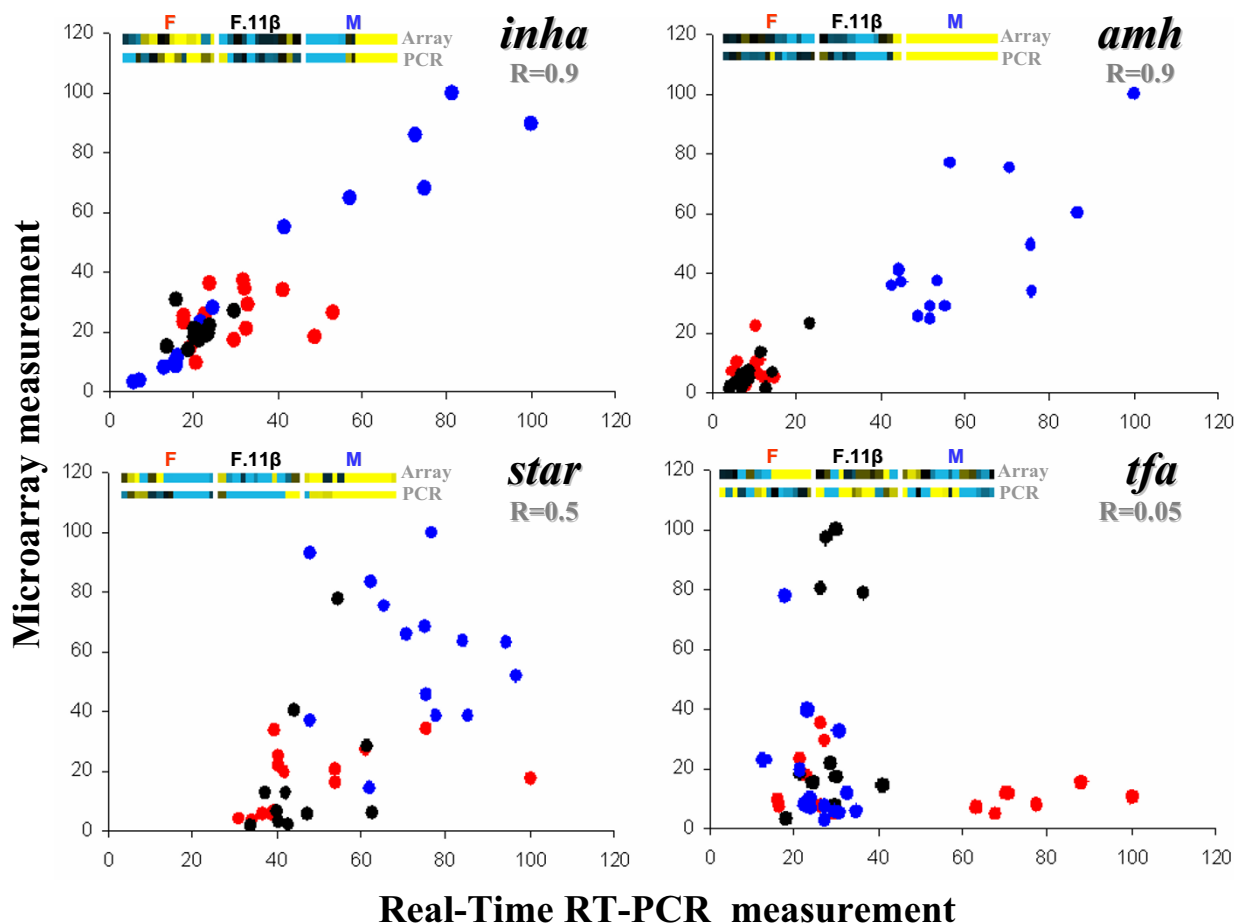 F F.11β M
Array
PCR
inha
R=0.9
120
100
80
60
40
20
0
0 20 40 60 80 100 120
F F.11β M
Array
PCR
amh
R=0.9
120
100
80
60
40
20
0
0 20 40 60 80 100 120
F F.11β M
Array
PCR
star
R=0.5
120
100
80
60
40
20
0
0 20 40 60 80 100 120
F F.11β M
Array
PCR
tfa
R=0.05
120
100
80
60
40
20
0
0 20 40 60 80 100 120
Microarray measurement
Real-Time RT-PCR measurement